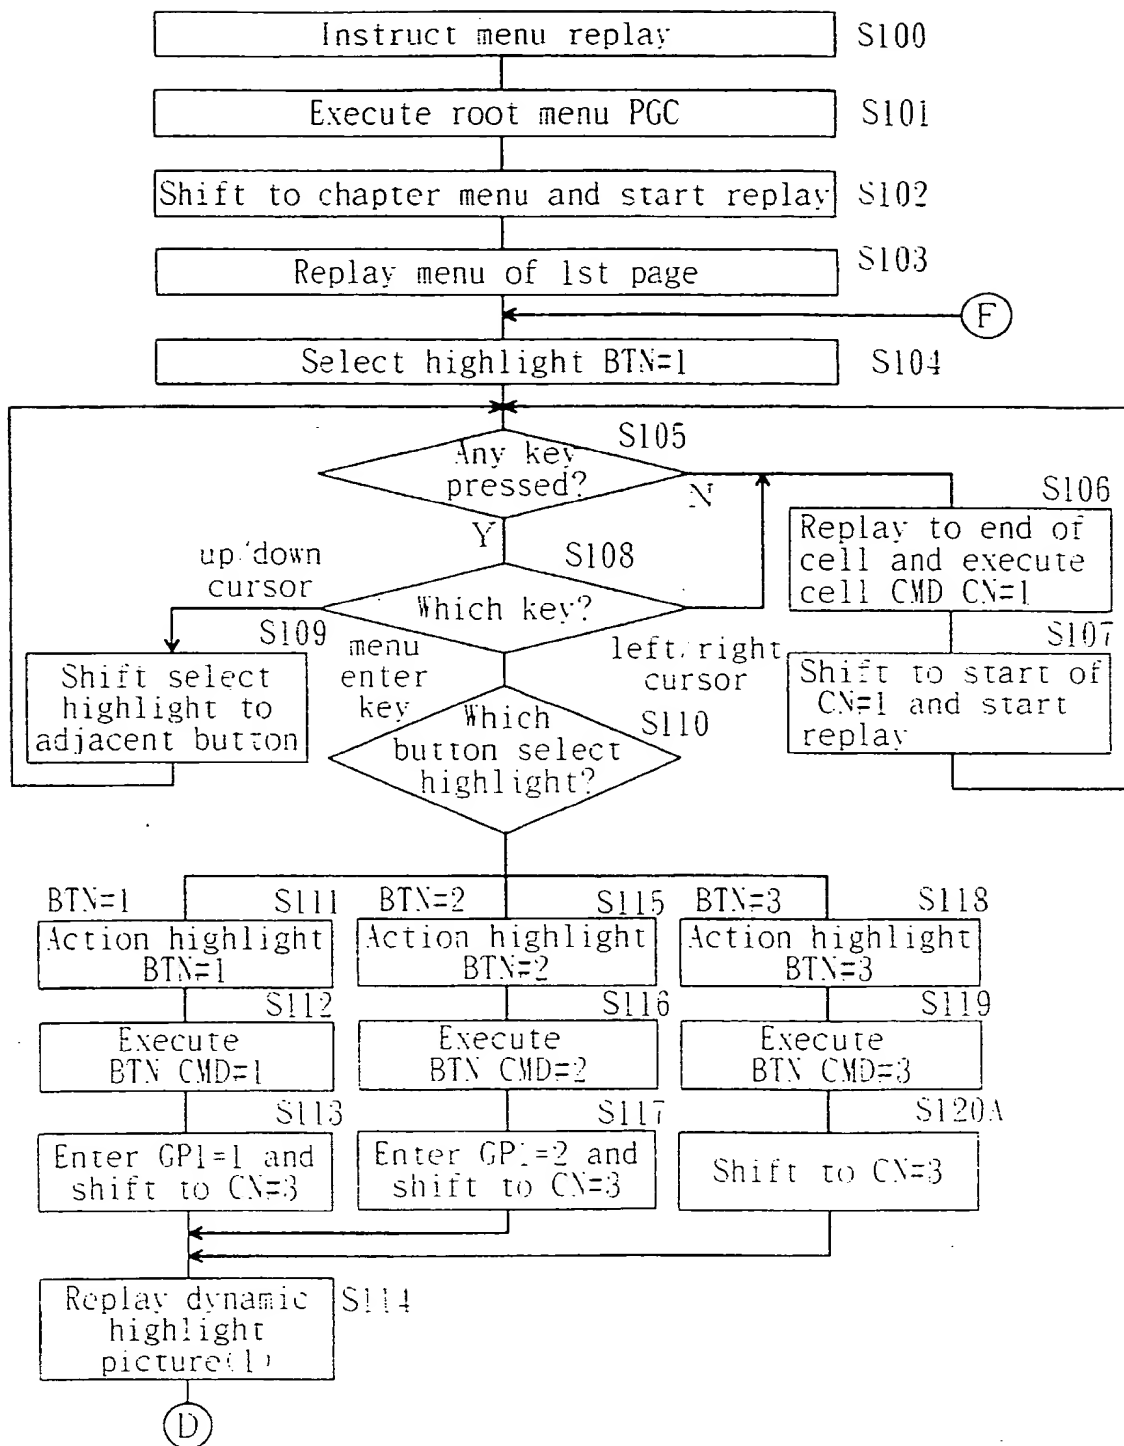 Instruct menu replay
S100
Execute root menu PGC
S101
Shift to chapter menu and start replay
S102
Replay menu of 1st page
S103
F
Select highlight BTN=1
S104
S105
Any key
pressed?
N
Y
S106
Replay to end of
cell and execute
cell CMD CN=1
S107
Shift to start of
CN=1 and start
replay
up/down
cursor
S108
Which key?
S109
Shift select
highlight to
adjacent button
menu
enter
key
left/right
cursor
S110
Which
button select
highlight?
BTN=1
S111
Action highlight
BTN=1
S112
Execute
BTN CMD=1
S113
Enter GP1=1 and
shift to CN=3
BTN=2
S115
Action highlight
BTN=2
S116
Execute
BTN CMD=2
S117
Enter GP1=2 and
shift to CN=3
BTN=3
S118
Action highlight
BTN=3
S119
Execute
BTN CMD=3
S120A
Shift to CN=3
Replay dynamic
highlight
picture(1)
S114
D